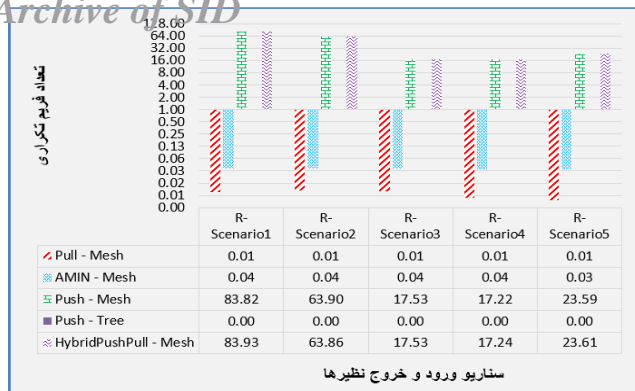 Archive of SID
128.00
64.00
32.00
16.00
8.00
4.00
2.00
1.00
0.50
0.25
0.13
0.06
0.03
0.02
0.01
0.00
تعداد فریم تکراری
R-Scenario1 R-Scenario2 R-Scenario3 R-Scenario4 R-Scenario5
Pull - Mesh 0.01 0.01 0.01 0.01 0.01
AMIN - Mesh 0.04 0.04 0.04 0.04 0.03
Push - Mesh 83.82 63.90 17.53 17.22 23.59
Push - Tree 0.00 0.00 0.00 0.00 0.00
HybridPushPull - Mesh 83.93 63.86 17.53 17.24 23.61
سناریو ورود و خروج نظیرها